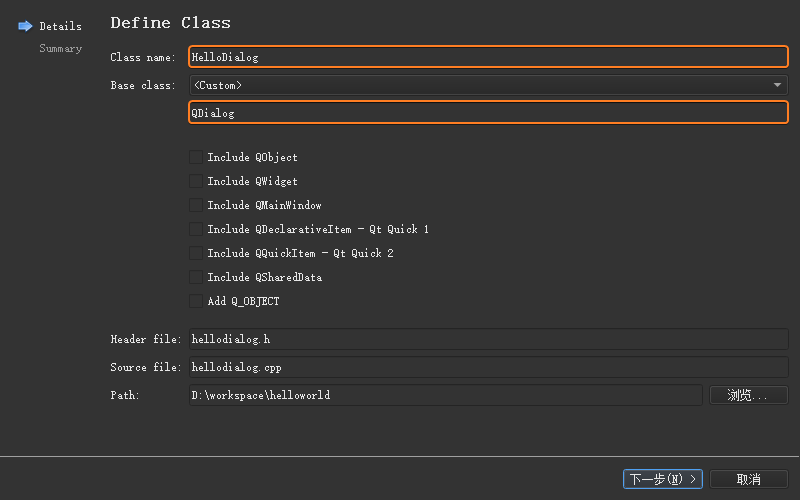 Details
Summary
Define Class
Class name: HelloDialog
Base class: <Custom>
QDialog
Include QObject
Include QWidget
Include QMainWindow
Include QDeclarativeItem - Qt Quick 1
Include QQuickItem - Qt Quick 2
Include QSharedData
Add Q_OBJECT
Header file: hellodialog.h
Source file: hellodialog.cpp
Path: D:\workspace\helloworld 浏览...
下一步(N) > 取消